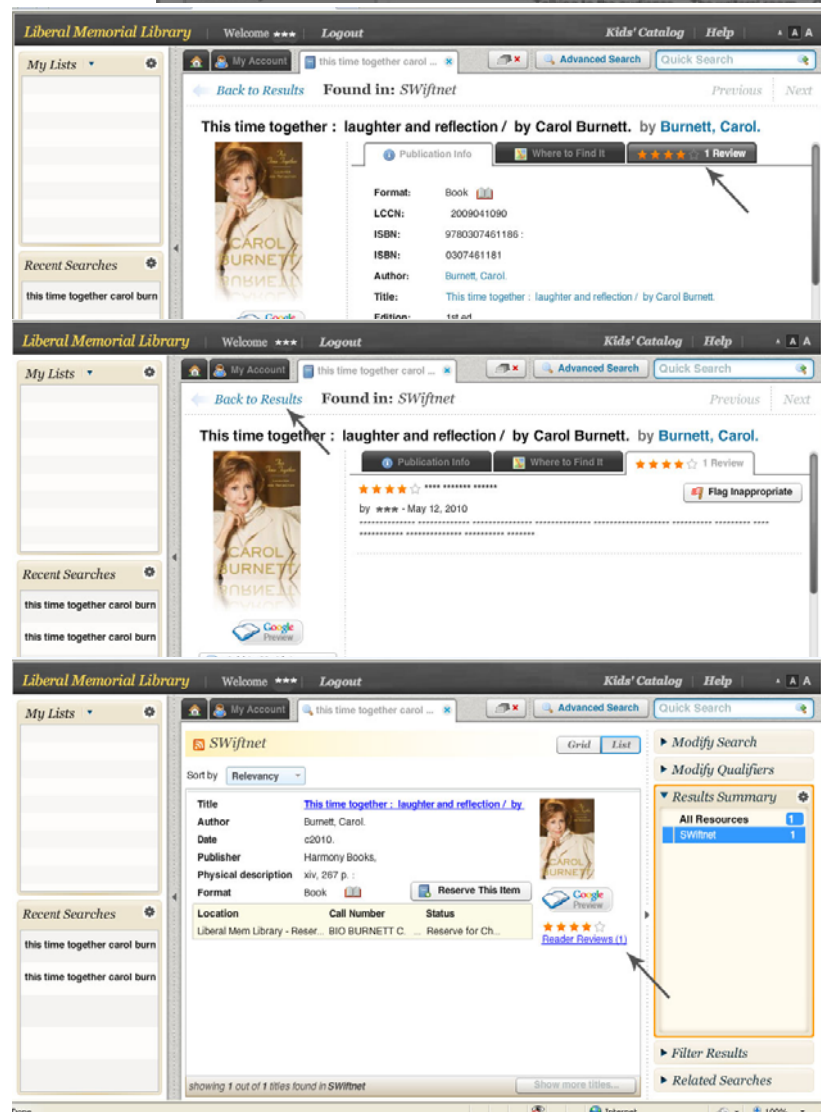 Liberal Memorial Library Welcome *** Logout Kids' Catalog Help A A A
My Lists
My Account this time together carol ... Advanced Search Quick Search
Back to Results Found in: SWiftnet Previous Next
This time together : laughter and reflection / by Carol Burnett. by Burnett, Carol.
Publication Info Where to Find It 1 Review
Format: Book
LCCN: 2009041090
ISBN: 9780307461186 :
ISBN: 0307461181
Author: Burnett, Carol.
Title: This time together : laughter and reflection / by Carol Burnett.
Edition: 1st ed.
CAROL
BURNETT
Google
Recent Searches
this time together carol burn
Liberal Memorial Library Welcome *** Logout Kids' Catalog Help A A A
My Lists
My Account this time together carol ... Advanced Search Quick Search
Back to Results Found in: SWiftnet Previous Next
This time together : laughter and reflection / by Carol Burnett. by Burnett, Carol.
Publication Info Where to Find It 1 Review
**** ******* ****** Flag Inappropriate
by *** - May 12, 2010
CAROL
BURNETT
Google
Preview
Recent Searches
this time together carol burn
this time together carol burn
Liberal Memorial Library Welcome *** Logout Kids' Catalog Help A A A
My Lists
My Account this time together carol ... Advanced Search Quick Search
SWiftnet Grid List
Sort by Relevancy
Title This time together : laughter and reflection / by
Author Burnett, Carol.
Date c2010.
Publisher Harmony Books,
Physical description xiv, 267 p. :
Format Book Reserve This Item
Location Call Number Status
Liberal Mem Library - Reser... BIO BURNETT C. ... Reserve for Ch...
CAROL
BURNETT
Google
Preview
Reader Reviews (1)
Modify Search
Modify Qualifiers
Results Summary
All Resources 1
SWiftnet 1
Filter Results
Related Searches
Recent Searches
this time together carol burn
this time together carol burn
showing 1 out of 1 titles found in SWiftnet Show more titles...
Done Internet 100%